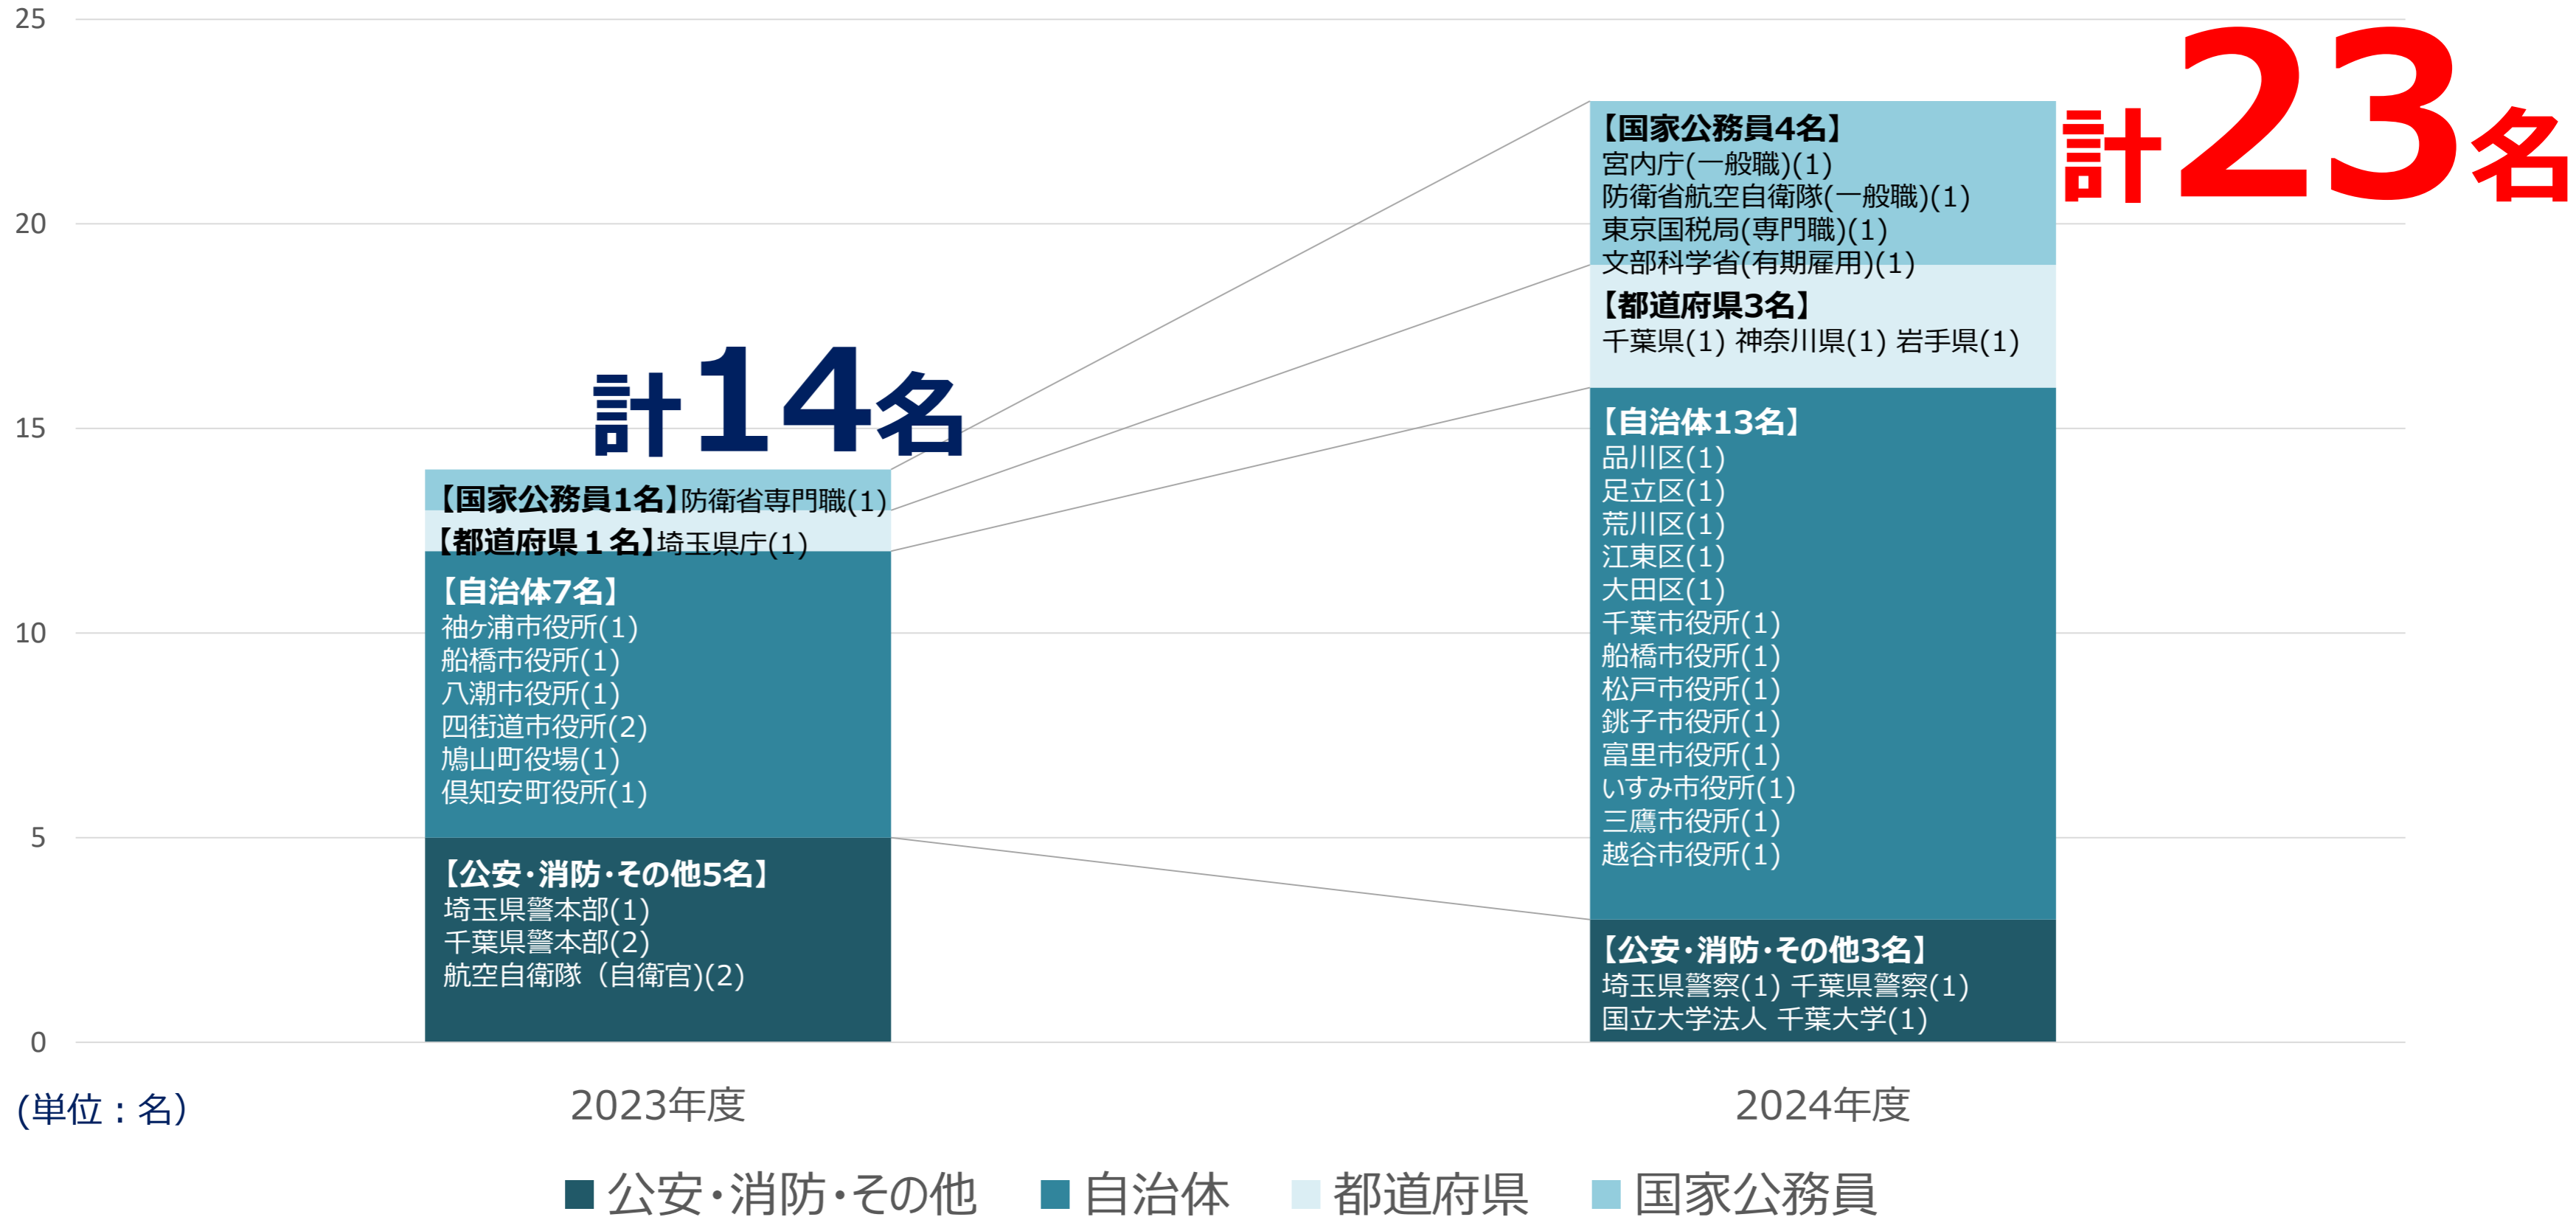 25
20
15
10
5
0
(単位：名)
計14名
【国家公務員1名】防衛省専門職(1)
【都道府県１名】埼玉県庁(1)
【自治体7名】
袖ヶ浦市役所(1)
船橋市役所(1)
八潮市役所(1)
四街道市役所(2)
鳩山町役場(1)
倶知安町役所(1)
【公安・消防・その他5名】
埼玉県警本部(1)
千葉県警本部(2)
航空自衛隊（自衛官)(2)
2023年度
計23名
【国家公務員4名】
宮内庁(一般職)(1)
防衛省航空自衛隊(一般職)(1)
東京国税局(専門職)(1)
文部科学省(有期雇用)(1)
【都道府県3名】
千葉県(1) 神奈川県(1) 岩手県(1)
【自治体13名】
品川区(1)
足立区(1)
荒川区(1)
江東区(1)
大田区(1)
千葉市役所(1)
船橋市役所(1)
松戸市役所(1)
銚子市役所(1)
富里市役所(1)
いすみ市役所(1)
三鷹市役所(1)
越谷市役所(1)
【公安・消防・その他3名】
埼玉県警察(1) 千葉県警察(1)
国立大学法人 千葉大学(1)
2024年度
公安・消防・その他 自治体 都道府県 国家公務員